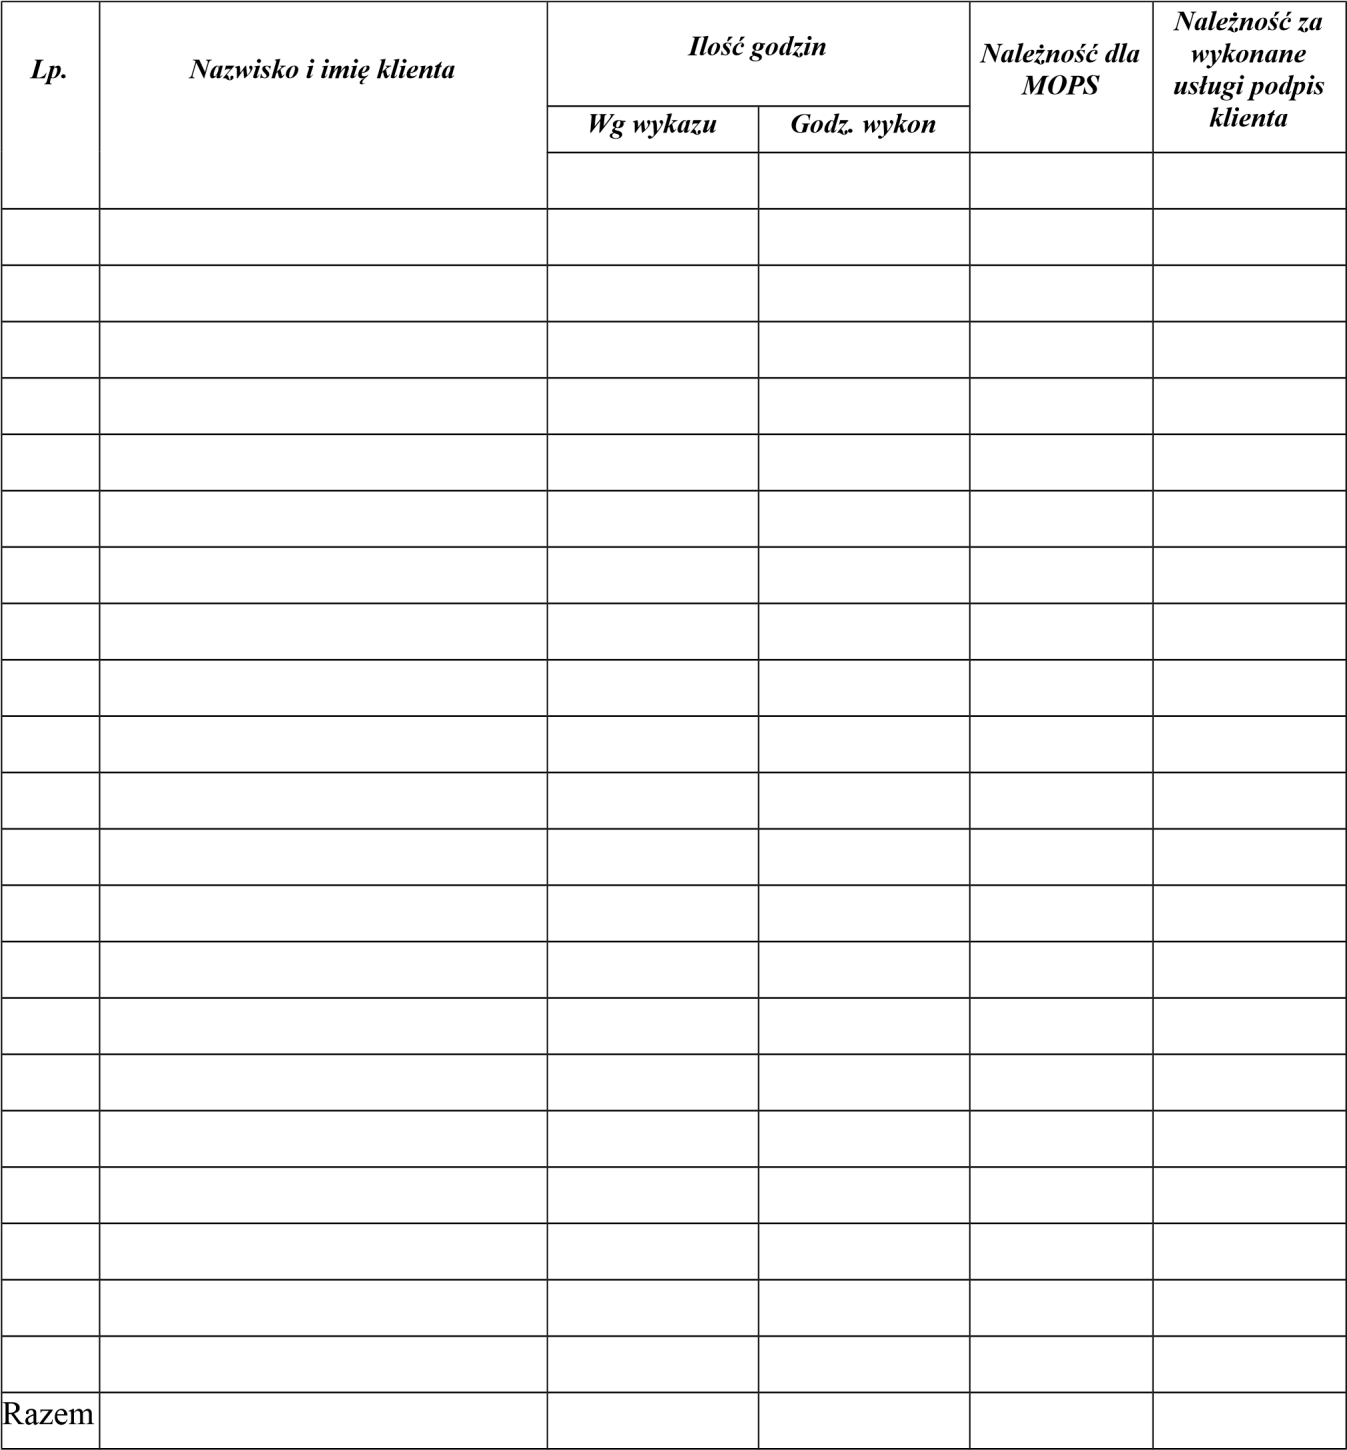 Lp.
Nazwisko i imię klienta
Ilość godzin
Należność dla
MOPS
Należność za
wykonane
usługi podpis
klienta
Wg wykazu
Godz. wykon
Razem